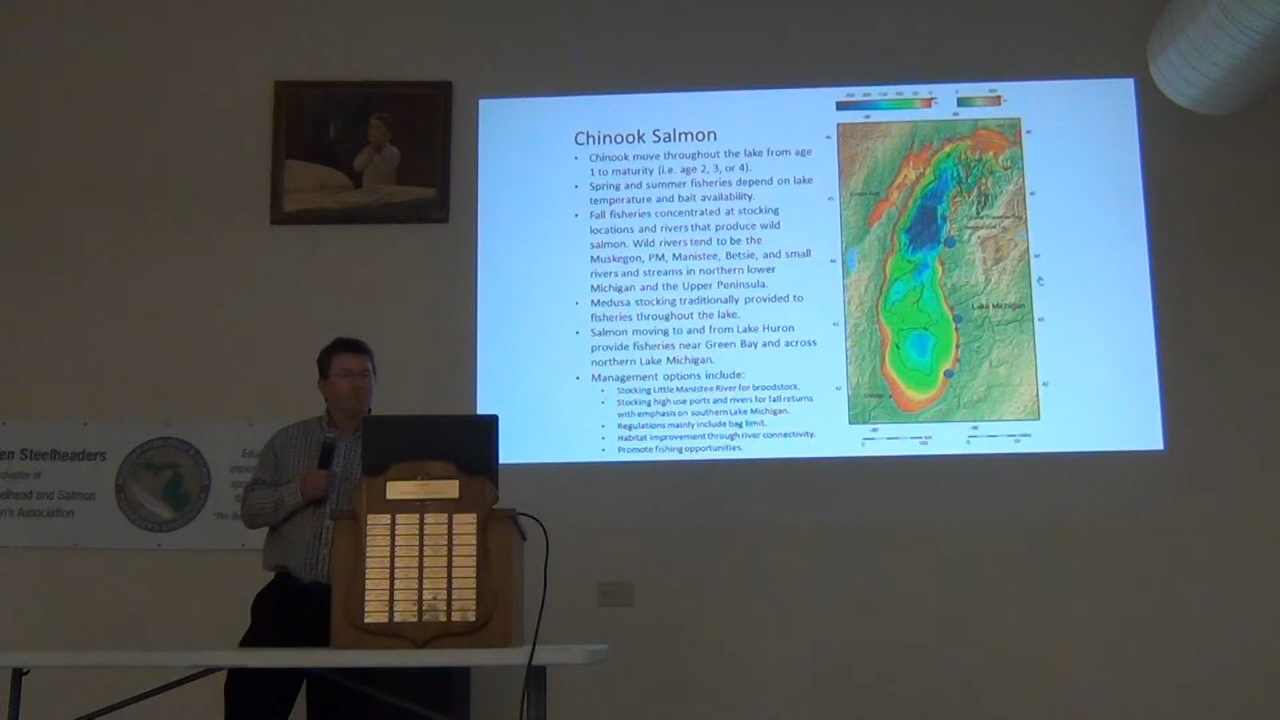 Chinook Salmon
• Chinook move throughout the lake from age
1 to maturity (i.e. age 2, 3, or 4).
• Spring and summer fisheries depend on lake
temperature and bait availability.
• Fall fisheries concentrated at stocking
locations and rivers that produce wild
salmon. Wild rivers tend to be the
Muskegon, PM, Manistee, Betsie, and small
rivers and streams in northern lower
Michigan and the Upper Peninsula.
• Medusa stocking traditionally provided to
fisheries throughout the lake.
• Salmon moving to and from Lake Huron
provide fisheries near Green Bay and across
northern Lake Michigan.
• Management options include:
• Stocking Little Manistee River for broodstock.
• Stocking high use ports and rivers for fall returns
with emphasis on southern Lake Michigan.
• Regulations mainly include bag limit.
• Habitat improvement through river connectivity.
• Promote fishing opportunities.
Lake Michigan
en Steelheaders
chapter of
elhead and Salmon
n's Association